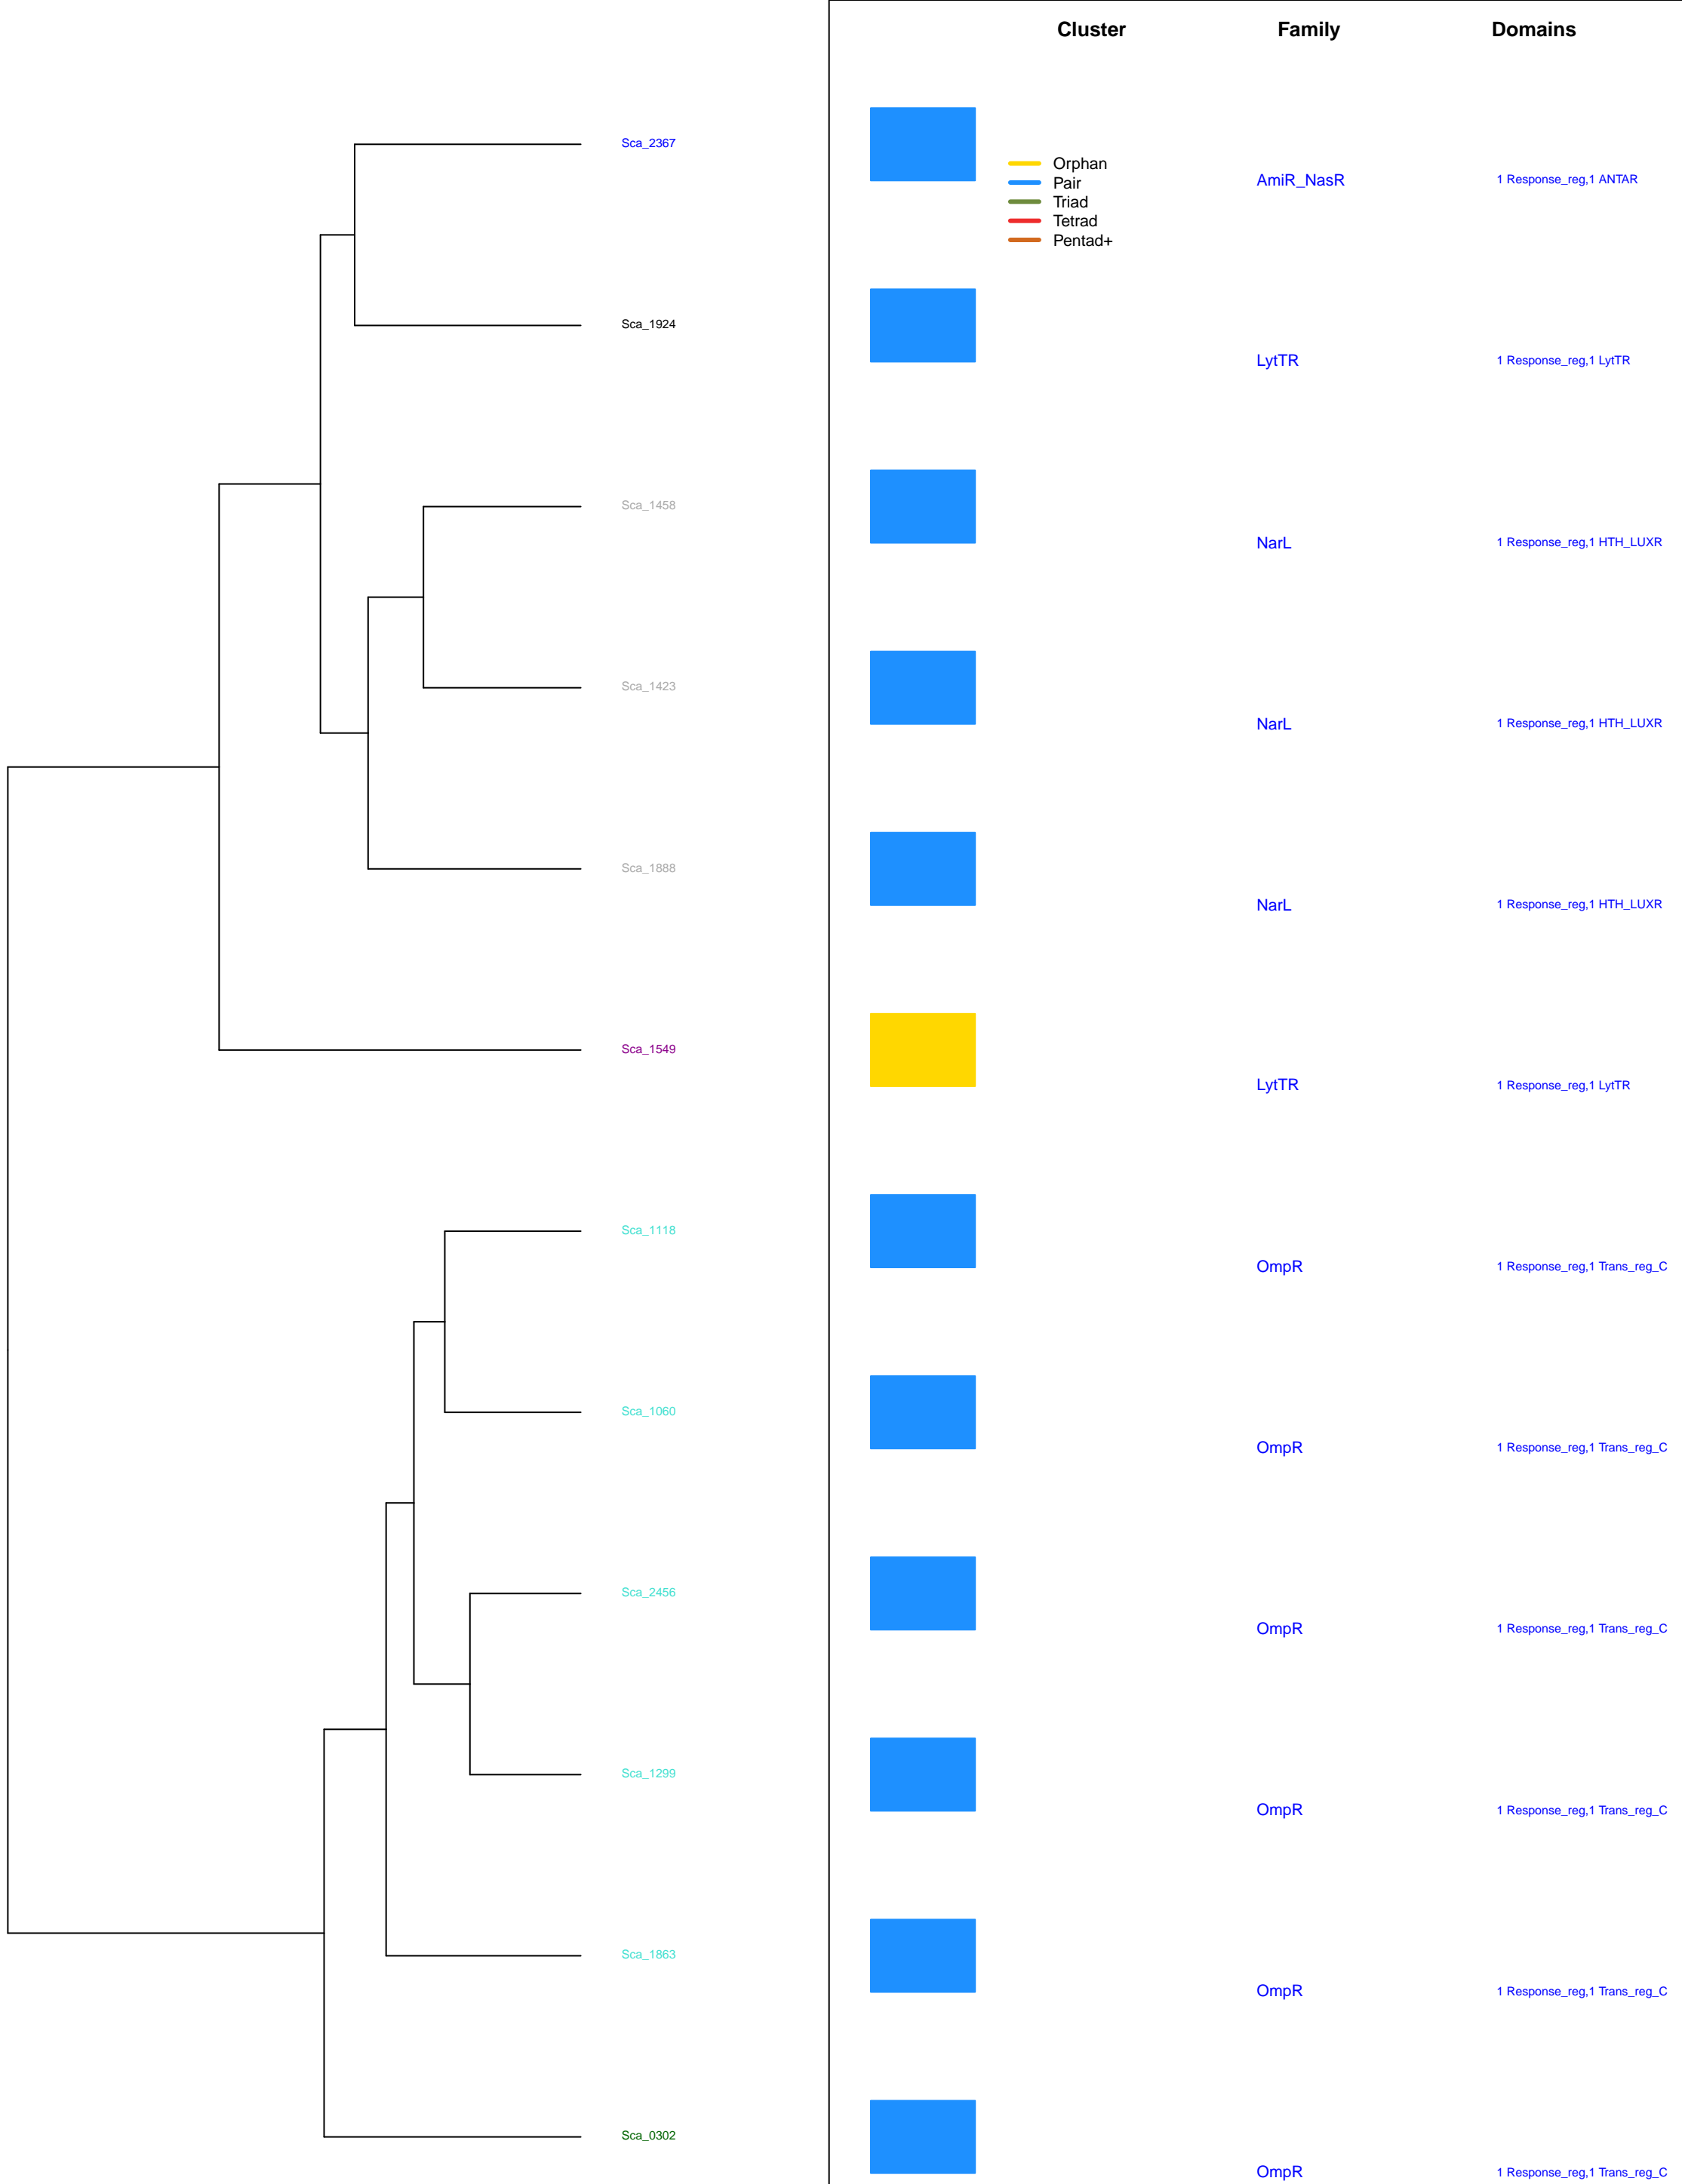 Cluster Family Domains
Sca_2367
Orphan
Pair
AmiR_NasR 1 Response_reg,1 ANTAR
Triad
Tetrad
Pentad+
Sca_1924
LytTR 1 Response_reg,1 LytTR
Sca_1458
NarL 1 Response_reg,1 HTH_LUXR
Sca_1423
NarL 1 Response_reg,1 HTH_LUXR
Sca_1888
NarL 1 Response_reg,1 HTH_LUXR
Sca_1549
LytTR 1 Response_reg,1 LytTR
Sca_1118
OmpR 1 Response_reg,1 Trans_reg_C
Sca_1060
OmpR 1 Response_reg,1 Trans_reg_C
Sca_2456
OmpR 1 Response_reg,1 Trans_reg_C
Sca_1299
OmpR 1 Response_reg,1 Trans_reg_C
Sca_1863
OmpR 1 Response_reg,1 Trans_reg_C
Sca_0302
OmpR 1 Response_reg,1 Trans_reg_C